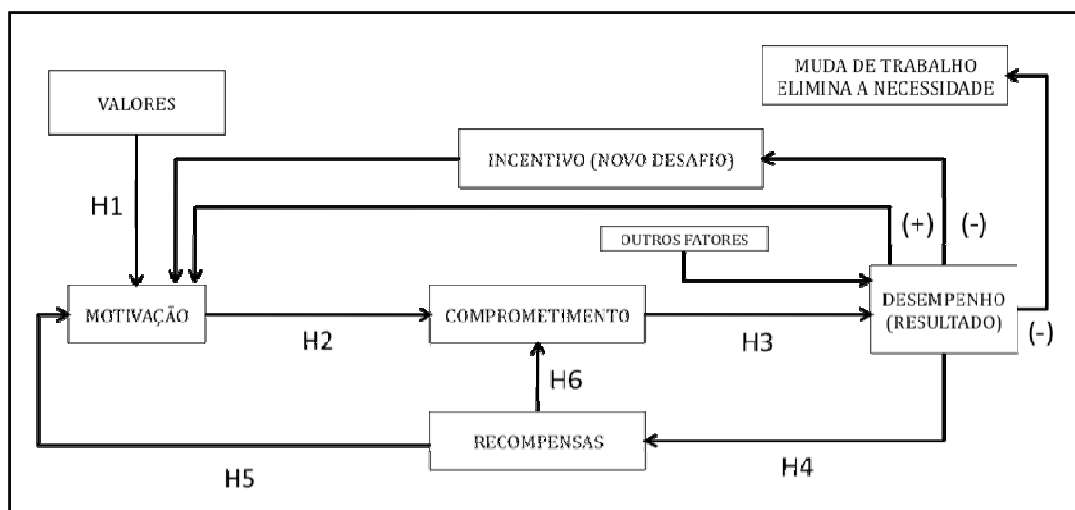 MUDA DE TRABALHO
ELIMINA A NECESSIDADE
VALORES
INCENTIVO (NOVO DESAFIO)
H1
(+)
(-)
OUTROS FATORES
MOTIVAÇÃO
COMPROMETIMENTO
DESEMPENHO
(RESULTADO)
H2
H3
(-)
H6
RECOMPENSAS
H5
H4